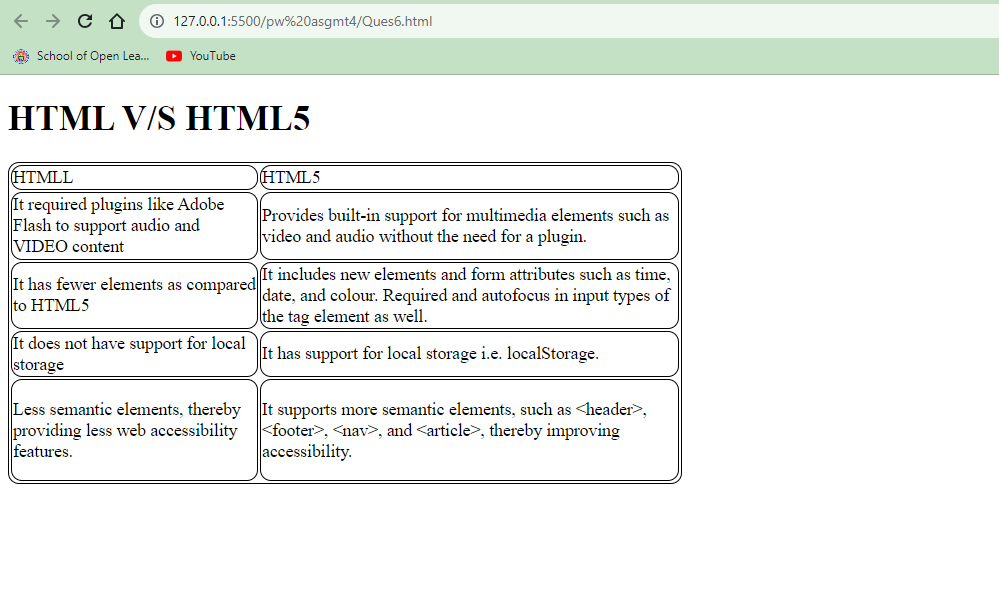 127.0.0.1:5500/pw%20asgmt4/Ques6.html
School of Open Lea... YouTube
HTML V/S HTML5
HTMLL HTML5
It required plugins like Adobe
Flash to support audio and
VIDEO content
Provides built-in support for multimedia elements such as
video and audio without the need for a plugin.
It has fewer elements as compared
to HTML5
It includes new elements and form attributes such as time,
date, and colour. Required and autofocus in input types of
the tag element as well.
It does not have support for local
storage
It has support for local storage i.e. localStorage.
Less semantic elements, thereby
providing less web accessibility
features.
It supports more semantic elements, such as <header>,
<footer>, <nav>, and <article>, thereby improving
accessibility.